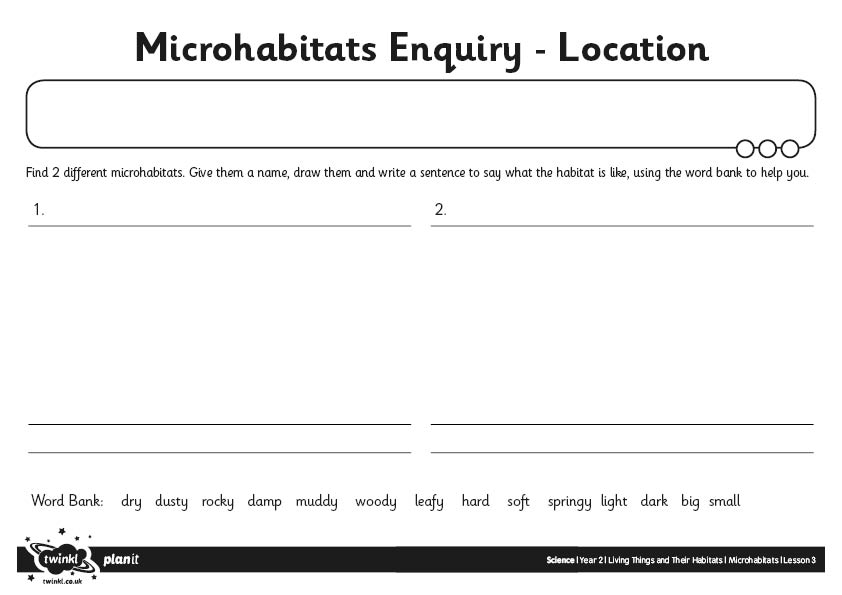 Microhabitats Enquiry - Location
Find 2 different microhabitats. Give them a name, draw them and write a sentence to say what the habitat is like, using the word bank to help you.
1.
2.
Word Bank: dry dusty rocky damp muddy woody leafy hard soft springy light dark big small
twinkl planit
twinkl.co.uk
Science | Year 2 | Living Things and Their Habitats | Microhabitats | Lesson 3